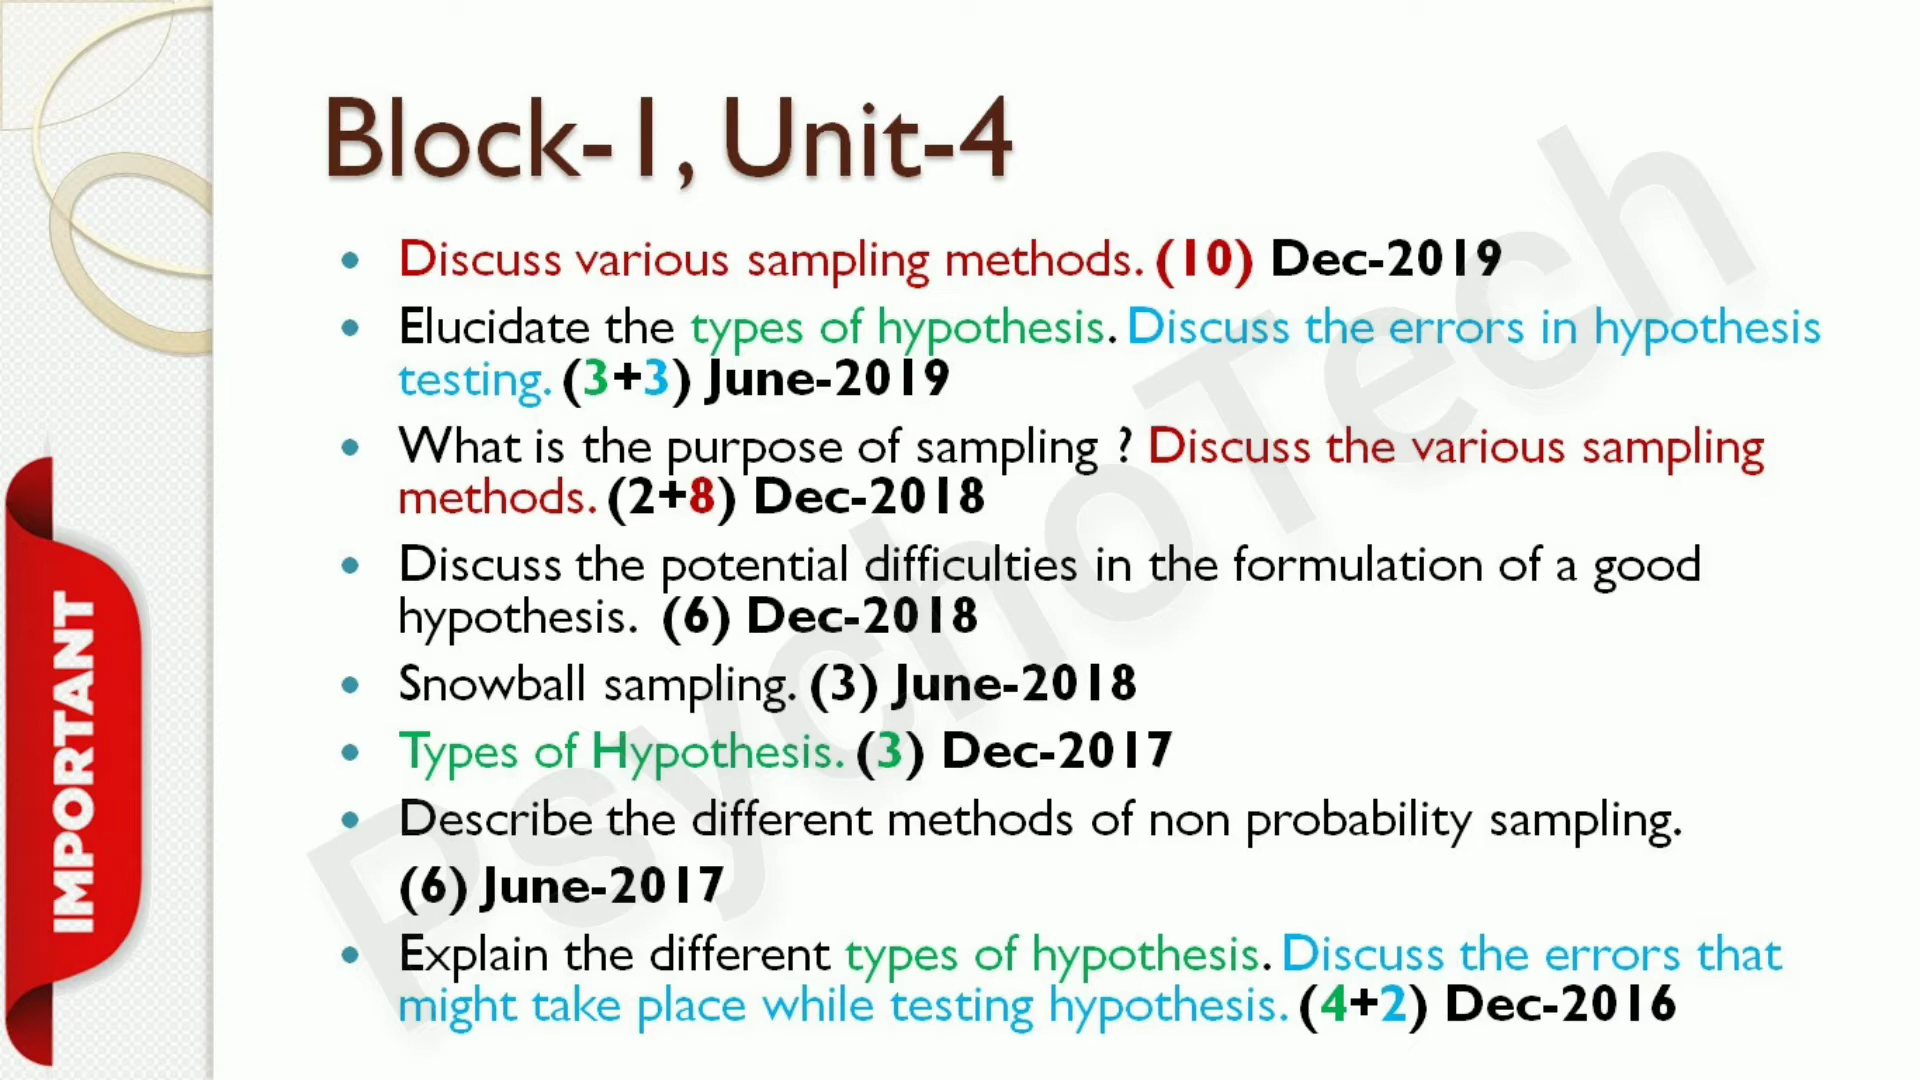 Block-1, Unit-4
• Discuss various sampling methods. (10) Dec-2019
• Elucidate the types of hypothesis. Discuss the errors in hypothesis
testing. (3+3) June-2019
• What is the purpose of sampling ? Discuss the various sampling
methods. (2+8) Dec-2018
• Discuss the potential difficulties in the formulation of a good
hypothesis. (6) Dec-2018
• Snowball sampling. (3) June-2018
• Types of Hypothesis. (3) Dec-2017
• Describe the different methods of non probability sampling.
(6) June-2017
• Explain the different types of hypothesis. Discuss the errors that
might take place while testing hypothesis. (4+2) Dec-2016
IMPORTANT
PsychoTech